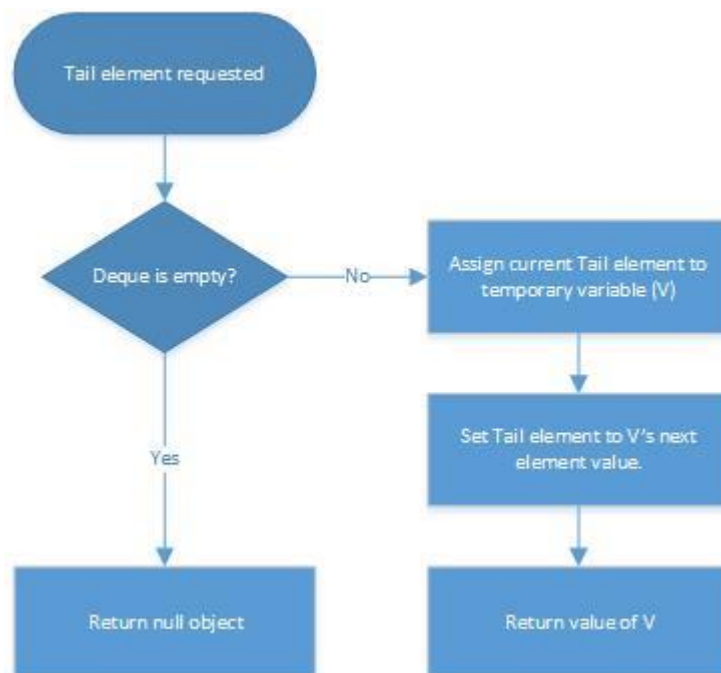 Tail element requested
Deque is empty?
No
Assign current Tail element to
temporary variable (V)
Set Tail element to V's next
element value.
Yes
Return null object
Return value of V